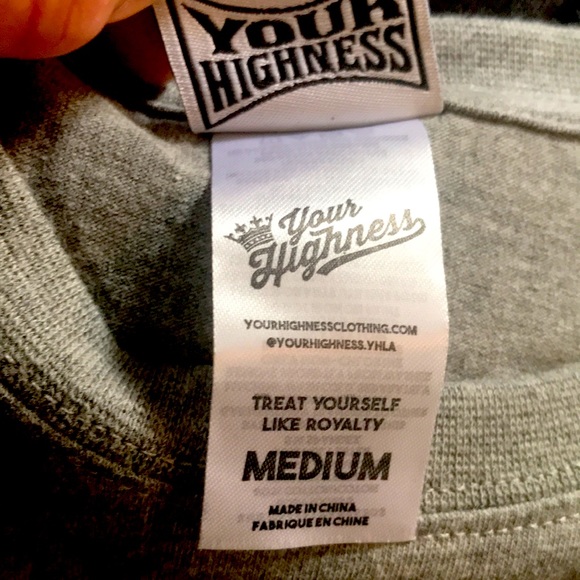 YOUR
HIGHNESS
Your
Highness
YOURHIGHNESSCLOTHING.COM
@YOURHIGHNESS.YHLA
TREAT YOURSELF
LIKE ROYALTY
MEDIUM
MADE IN CHINA
FABRIQUE EN CHINE